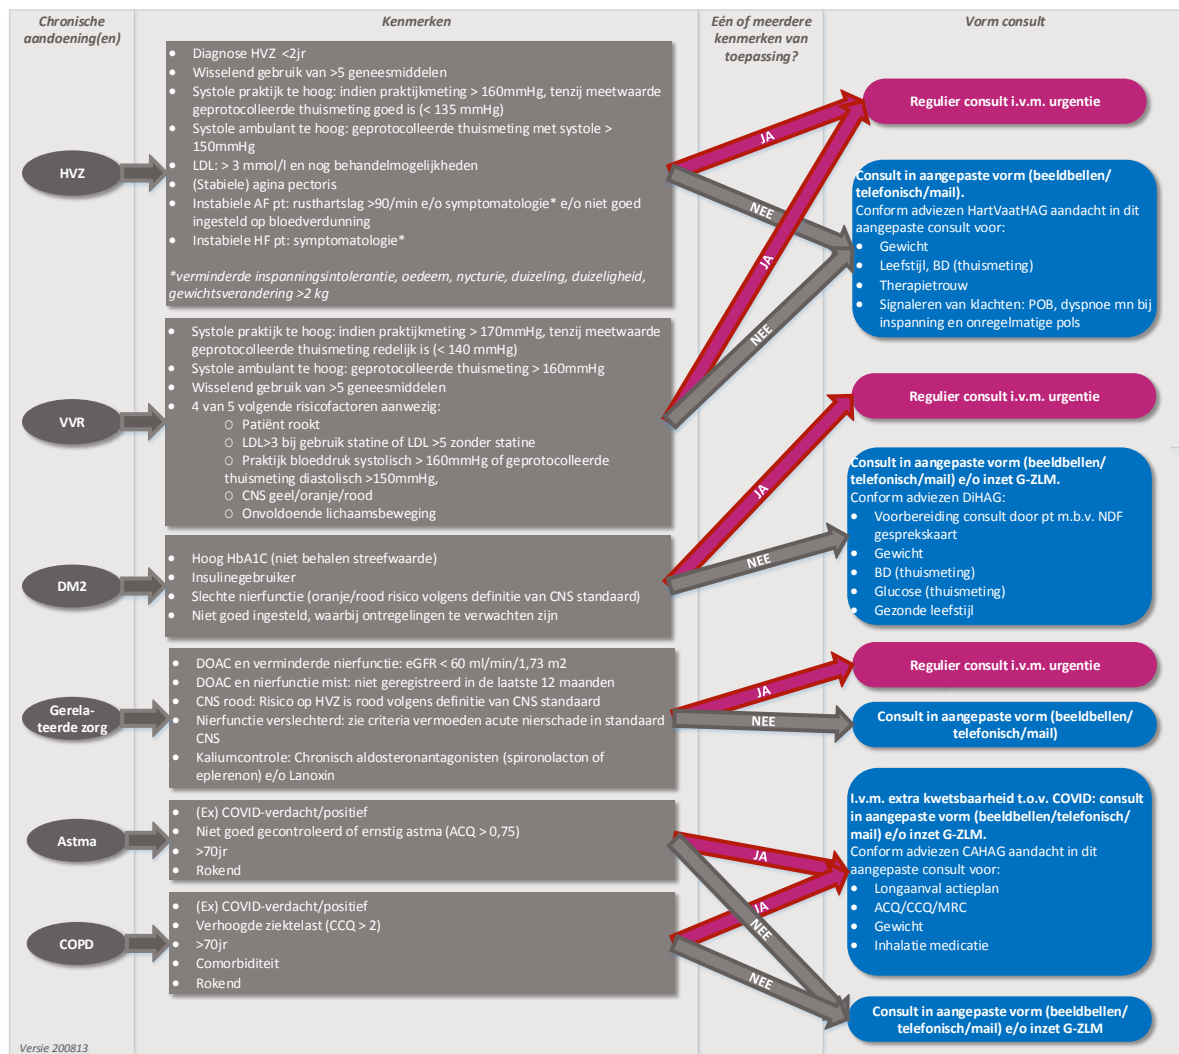 Chronische
aandoening(en)
Kenmerken
Eén of meerdere
kenmerken van
toepassing?
Vorm consult
HVZ
• Diagnose HVZ <2jr
• Wisselend gebruik van >5 geneesmiddelen
• Systole praktijk te hoog: indien praktijkmeting > 160mmHg, tenzij meetwaarde
geprotocolleerde thuismeting goed is (< 135 mmHg)
• Systole ambulant te hoog: geprotocolleerde thuismeting met systole >
150mmHg
• LDL: > 3 mmol/l en nog behandelmogelijkheden
• (Stabiele) agina pectoris
• Instabiele AF pt: rusthartslag >90/min e/o symptomatologie* e/o niet goed
ingesteld op bloedverdunning
• Instabiele HF pt: symptomatologie*
*verminderde inspanningsintolerantie, oedeem, nycturie, duizeling, duizeligheid,
gewichtsverandering >2 kg
JA
NEE
Regulier consult i.v.m. urgentie
Consult in aangepaste vorm (beeldbellen/
telefonisch/mail).
Conform adviezen HartVaatHAG aandacht in dit
aangepaste consult voor:
• Gewicht
• Leefstijl, BD (thuismeting)
• Therapietrouw
• Signaleren van klachten: POB, dyspnoe mn bij
inspanning en onregelmatige pols
VVR
• Systole praktijk te hoog: indien praktijkmeting > 170mmHg, tenzij meetwaarde
geprotocolleerde thuismeting redelijk is (< 140 mmHg)
• Systole ambulant te hoog: geprotocolleerde thuismeting > 160mmHg
• Wisselend gebruik van >5 geneesmiddelen
• 4 van 5 volgende risicofactoren aanwezig:
○ Patiënt rookt
○ LDL>3 bij gebruik statine of LDL >5 zonder statine
○ Praktijk bloeddruk systolisch > 160mmHg of geprotocolleerde
thuismeting diastolisch >150mmHg,
○ CNS geel/oranje/rood
○ Onvoldoende lichaamsbeweging
JA
NEE
DM2
• Hoog HbA1C (niet behalen streefwaarde)
• Insulinegebruiker
• Slechte nierfunctie (oranje/rood risico volgens definitie van CNS standaard)
• Niet goed ingesteld, waarbij ontregelingen te verwachten zijn
JA
NEE
Regulier consult i.v.m. urgentie
Consult in aangepaste vorm (beeldbellen/
telefonisch/mail) e/o inzet G-ZLM.
Conform adviezen DiHAG:
• Voorbereiding consult door pt m.b.v. NDF
gesprekskaart
• Gewicht
• BD (thuismeting)
• Glucose (thuismeting)
• Gezonde leefstijl
Gerela-
teerde zorg
• DOAC en verminderde nierfunctie: eGFR < 60 ml/min/1,73 m2
• DOAC en nierfunctie mist: niet geregistreerd in de laatste 12 maanden
• CNS rood: Risico op HVZ is rood volgens definitie van CNS standaard
• Nierfunctie verslechterd: zie criteria vermoeden acute nierschade in standaard
CNS
• Kaliumcontrole: Chronisch aldosteronantagonisten (spironolacton of
eplerenon) e/o Lanoxin
JA
NEE
Regulier consult i.v.m. urgentie
Consult in aangepaste vorm (beeldbellen/
telefonisch/mail)
Astma
• (Ex) COVID-verdacht/positief
• Niet goed gecontroleerd of ernstig astma (ACQ > 0,75)
• >70jr
• Rokend
JA
NEE
I.v.m. extra kwetsbaarheid t.o.v. COVID: consult
in aangepaste vorm (beeldbellen/telefonisch/
mail) e/o inzet G-ZLM.
Conform adviezen CAHAG aandacht in dit
aangepaste consult voor:
• Longaanval actieplan
• ACQ/CCQ/MRC
• Gewicht
• Inhalatie medicatie
COPD
• (Ex) COVID-verdacht/positief
• Verhoogde ziektelast (CCQ > 2)
• >70jr
• Comorbiditeit
• Rokend
JA
NEE
Consult in aangepaste vorm (beeldbellen/
telefonisch/mail) e/o inzet G-ZLM
Versie 200813